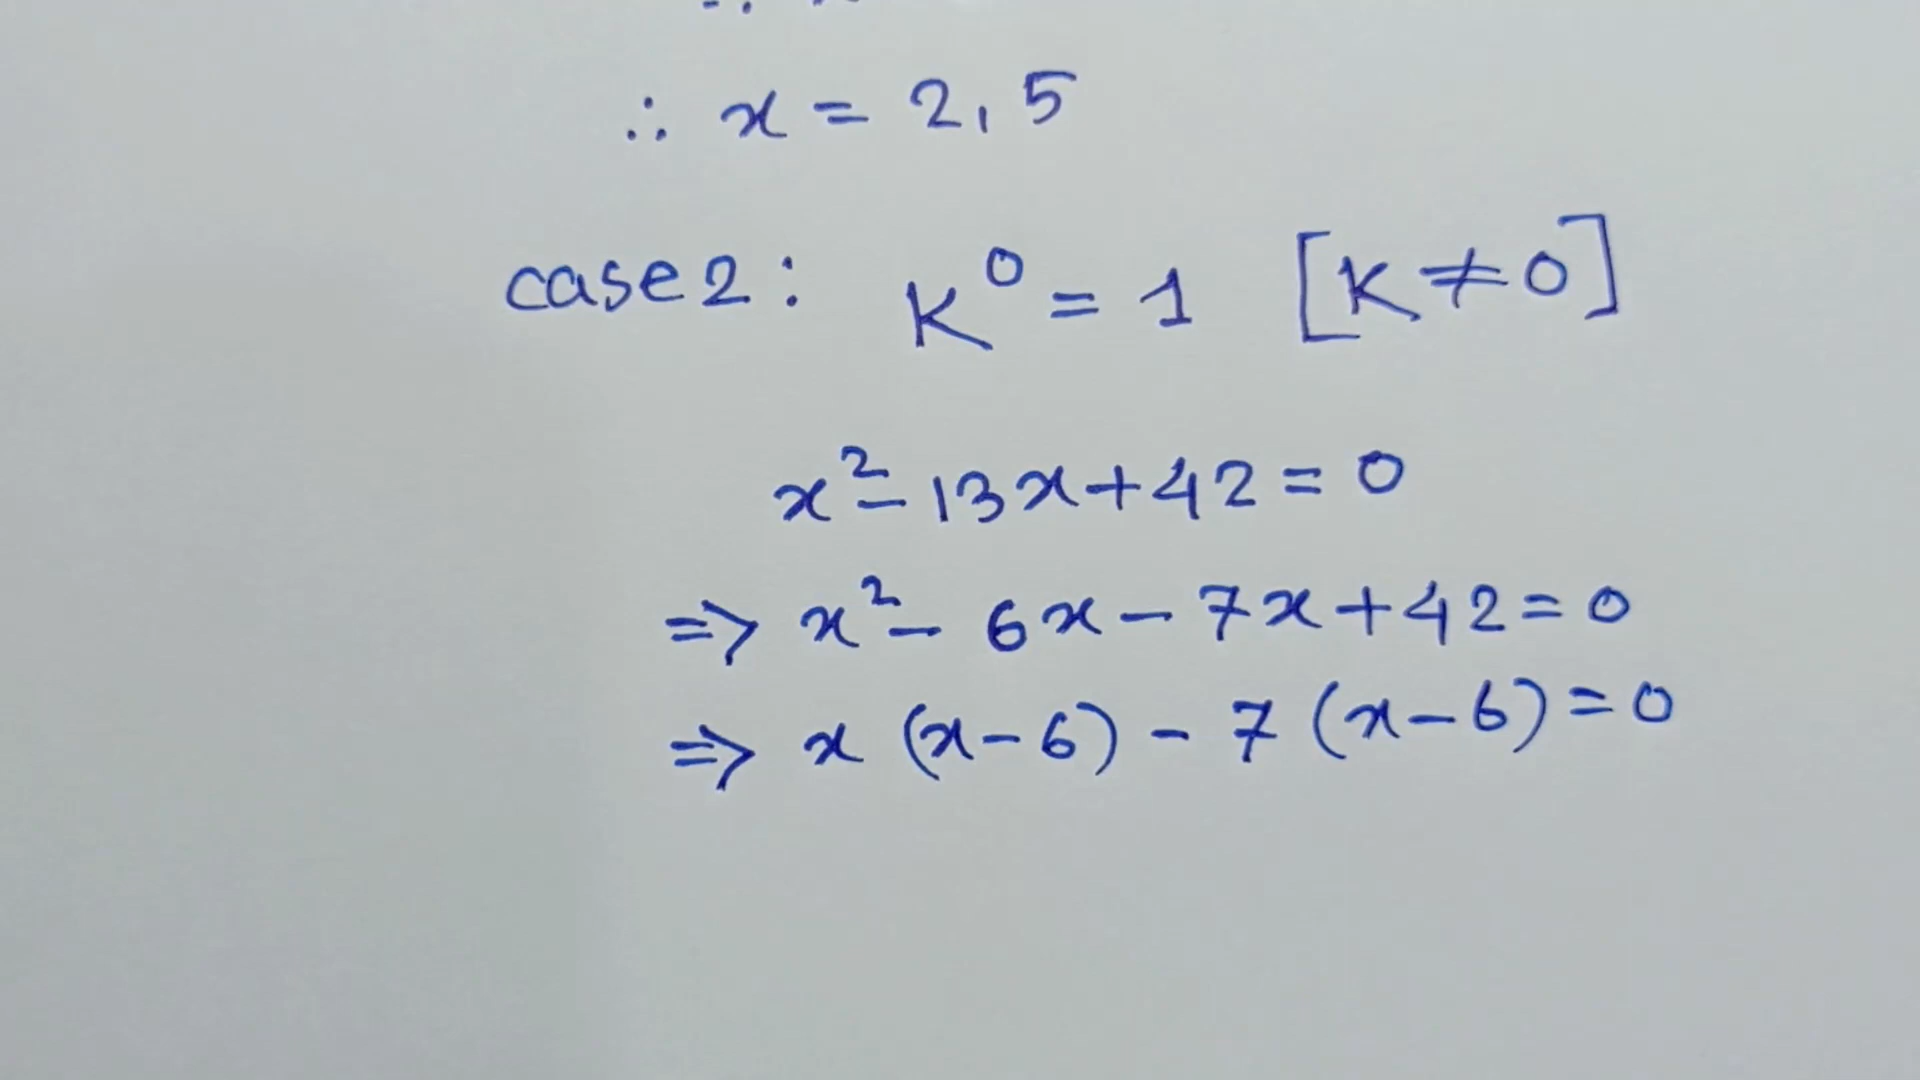 ∴ x = 2, 5
case 2: K⁰ = 1 [K ≠ 0]
x² - 13x + 42 = 0
=> x² - 6x - 7x + 42 = 0
=> x (x - 6) - 7 (x - 6) = 0